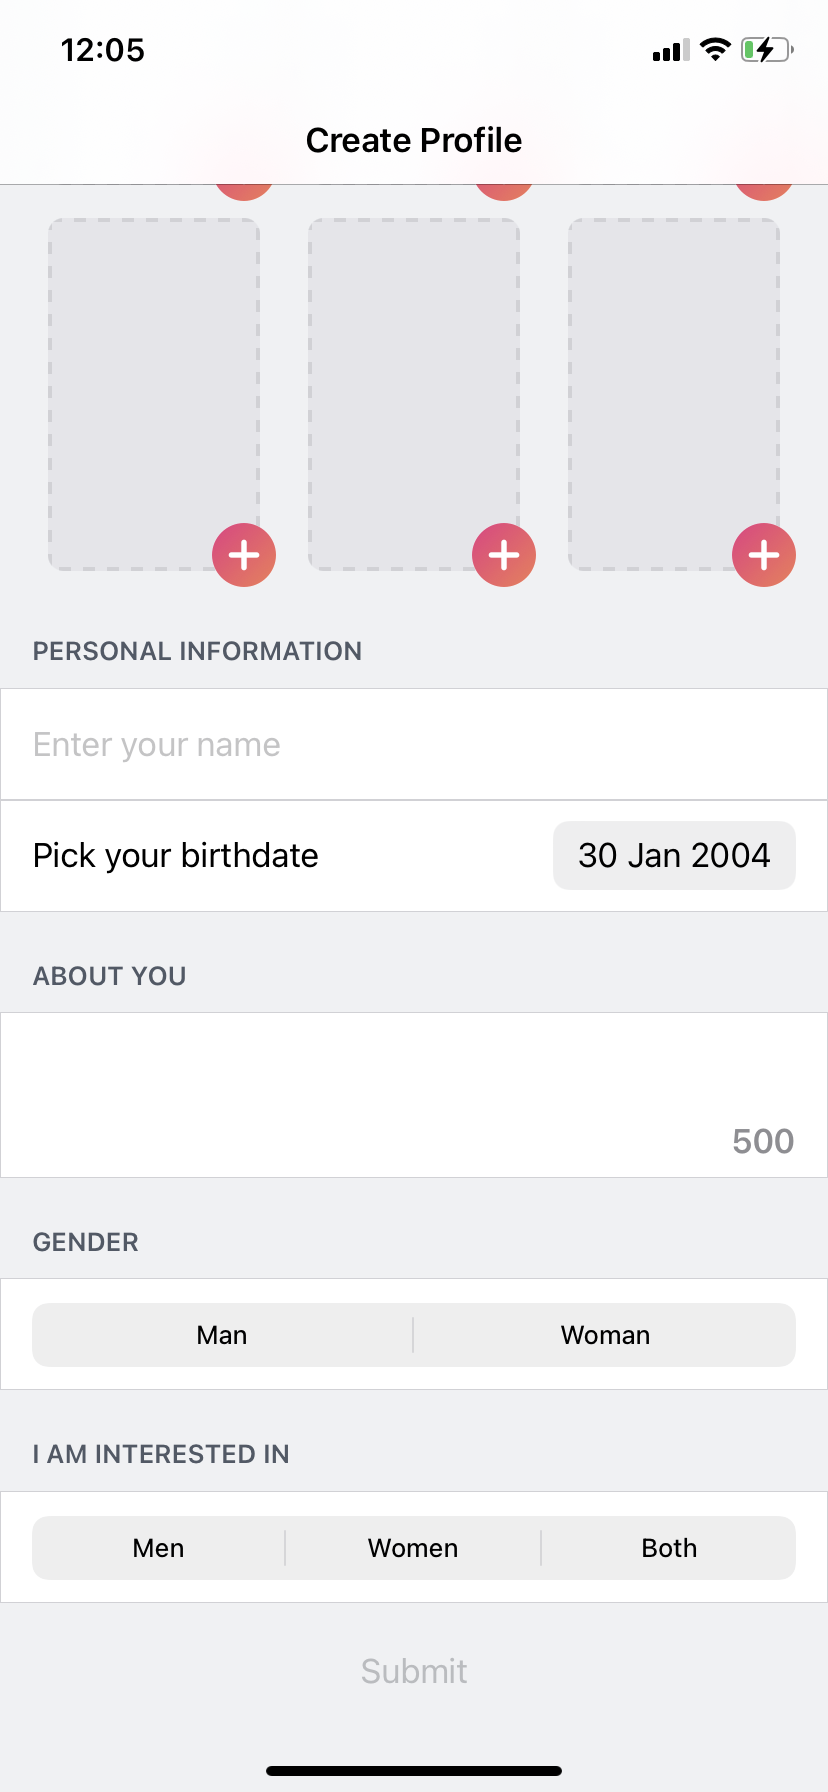 12:05
Create Profile
PERSONAL INFORMATION
Enter your name
Pick your birthdate 30 Jan 2004
ABOUT YOU
500
GENDER
Man Woman
I AM INTERESTED IN
Men Women Both
Submit